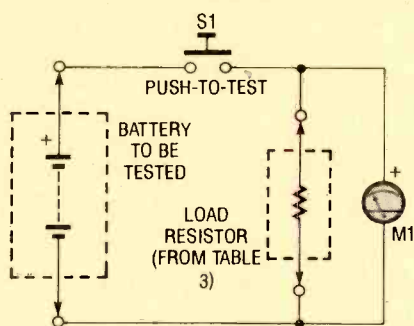 S1
PUSH-TO-TEST
+
BATTERY
TO BE
TESTED
LOAD
RESISTOR
(FROM TABLE
3)
+
M1